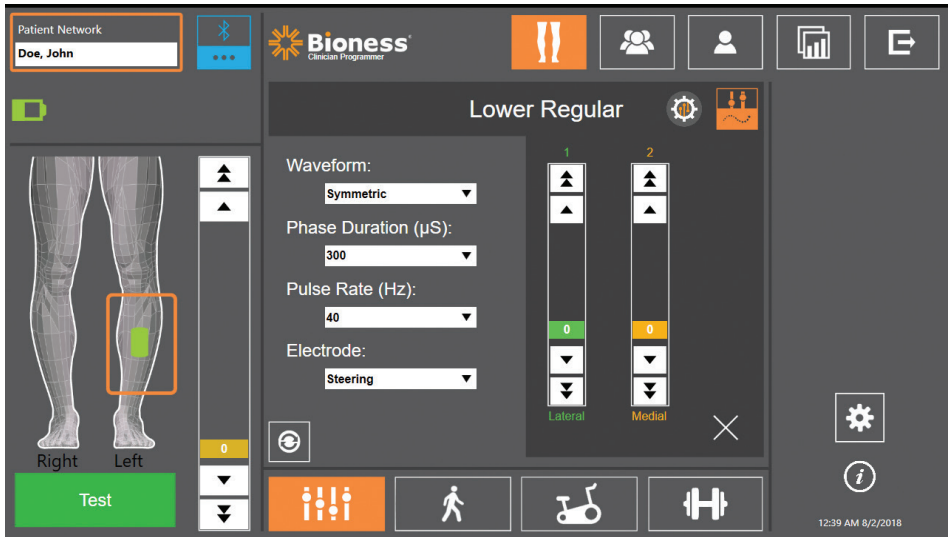 Patient Network
Doe, John
Bioness®
Clinician Programmer
Lower Regular
Waveform:
Symmetric
Phase Duration (µS):
300
Pulse Rate (Hz):
40
Electrode:
Steering
1
2
0
0
Lateral
Medial
Right
Left
0
Test
i
12:39 AM 8/2/2018